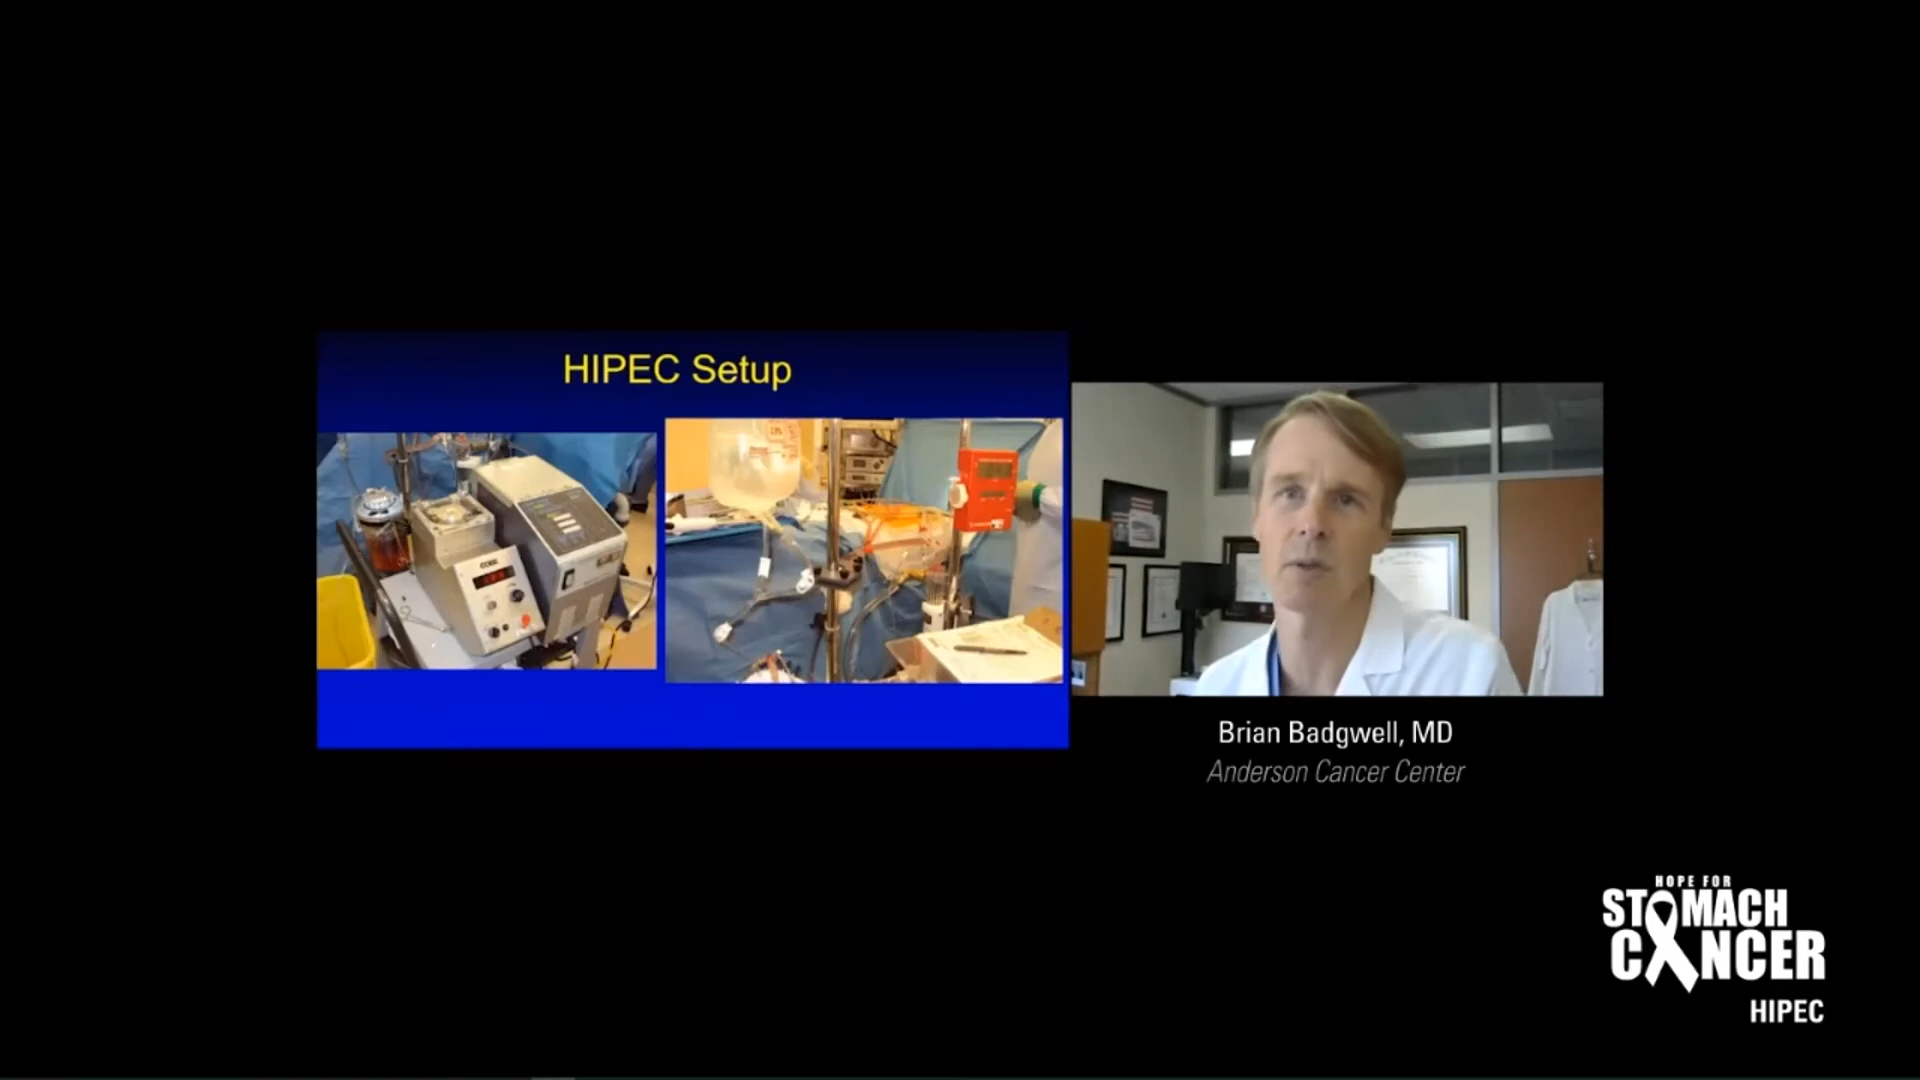 HIPEC Setup
Brian Badgwell, MD
Anderson Cancer Center
HOPE FOR
STOMACH
CANCER
HIPEC